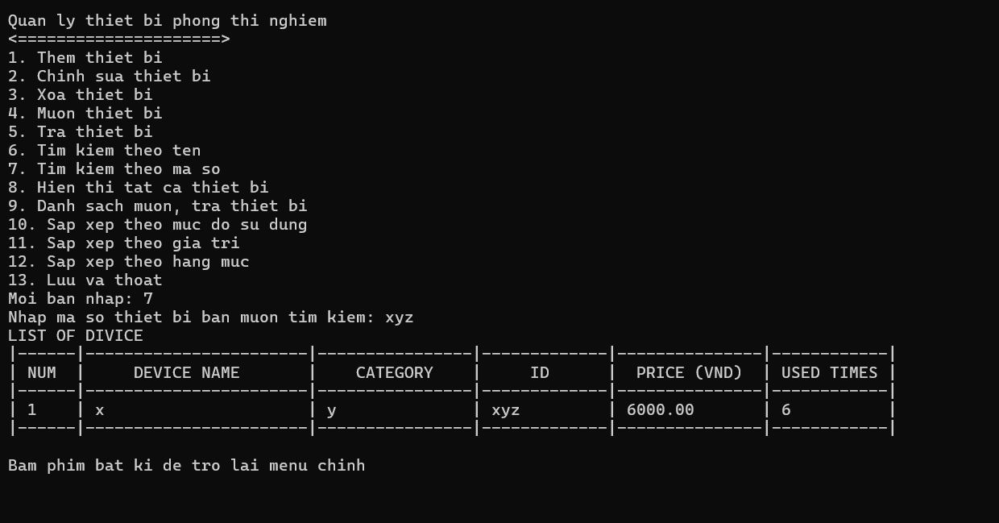 Quan ly thiet bi phong thi nghiem
<=====================>
1. Them thiet bi
2. Chinh sua thiet bi
3. Xoa thiet bi
4. Muon thiet bi
5. Tra thiet bi
6. Tim kiem theo ten
7. Tim kiem theo ma so
8. Hien thi tat ca thiet bi
9. Danh sach muon, tra thiet bi
10. Sap xep theo muc do su dung
11. Sap xep theo gia tri
12. Sap xep theo hang muc
13. Luu va thoat
Moi ban nhap: 7
Nhap ma so thiet bi ban muon tim kiem: xyz
LIST OF DIVICE
|------|-----------------------|----------------|-------------|---------------|------------|
| NUM  |     DEVICE NAME       |    CATEGORY    |     ID      |  PRICE (VND)  | USED TIMES |
|------|-----------------------|----------------|-------------|---------------|------------|
| 1    | x                     | y              | xyz         | 6000.00       | 6          |
|------|-----------------------|----------------|-------------|---------------|------------|
Bam phim bat ki de tro lai menu chinh